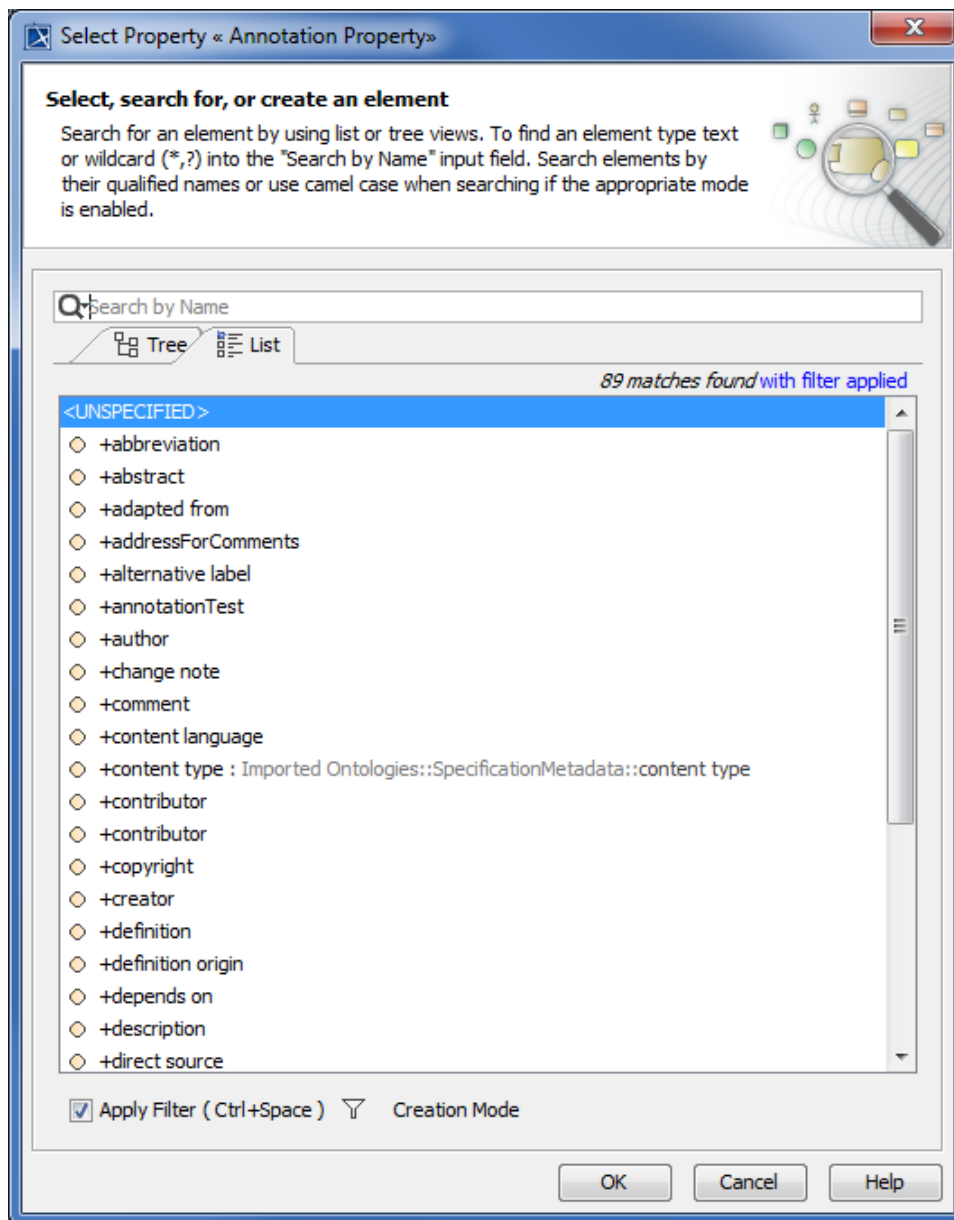 Select Property « Annotation Property»
Select, search for, or create an element
Search for an element by using list or tree views. To find an element type text
or wildcard (*,?) into the "Search by Name" input field. Search elements by
their qualified names or use camel case when searching if the appropriate mode
is enabled.
Search by Name
Tree List
89 matches found with filter applied
<UNSPECIFIED>
+abbreviation
+abstract
+adapted from
+addressForComments
+alternative label
+annotationTest
+author
+change note
+comment
+content language
+content type : Imported Ontologies::SpecificationMetadata::content type
+contributor
+contributor
+copyright
+creator
+definition
+definition origin
+depends on
+description
+direct source
Apply Filter ( Ctrl+Space ) Creation Mode
OK Cancel Help